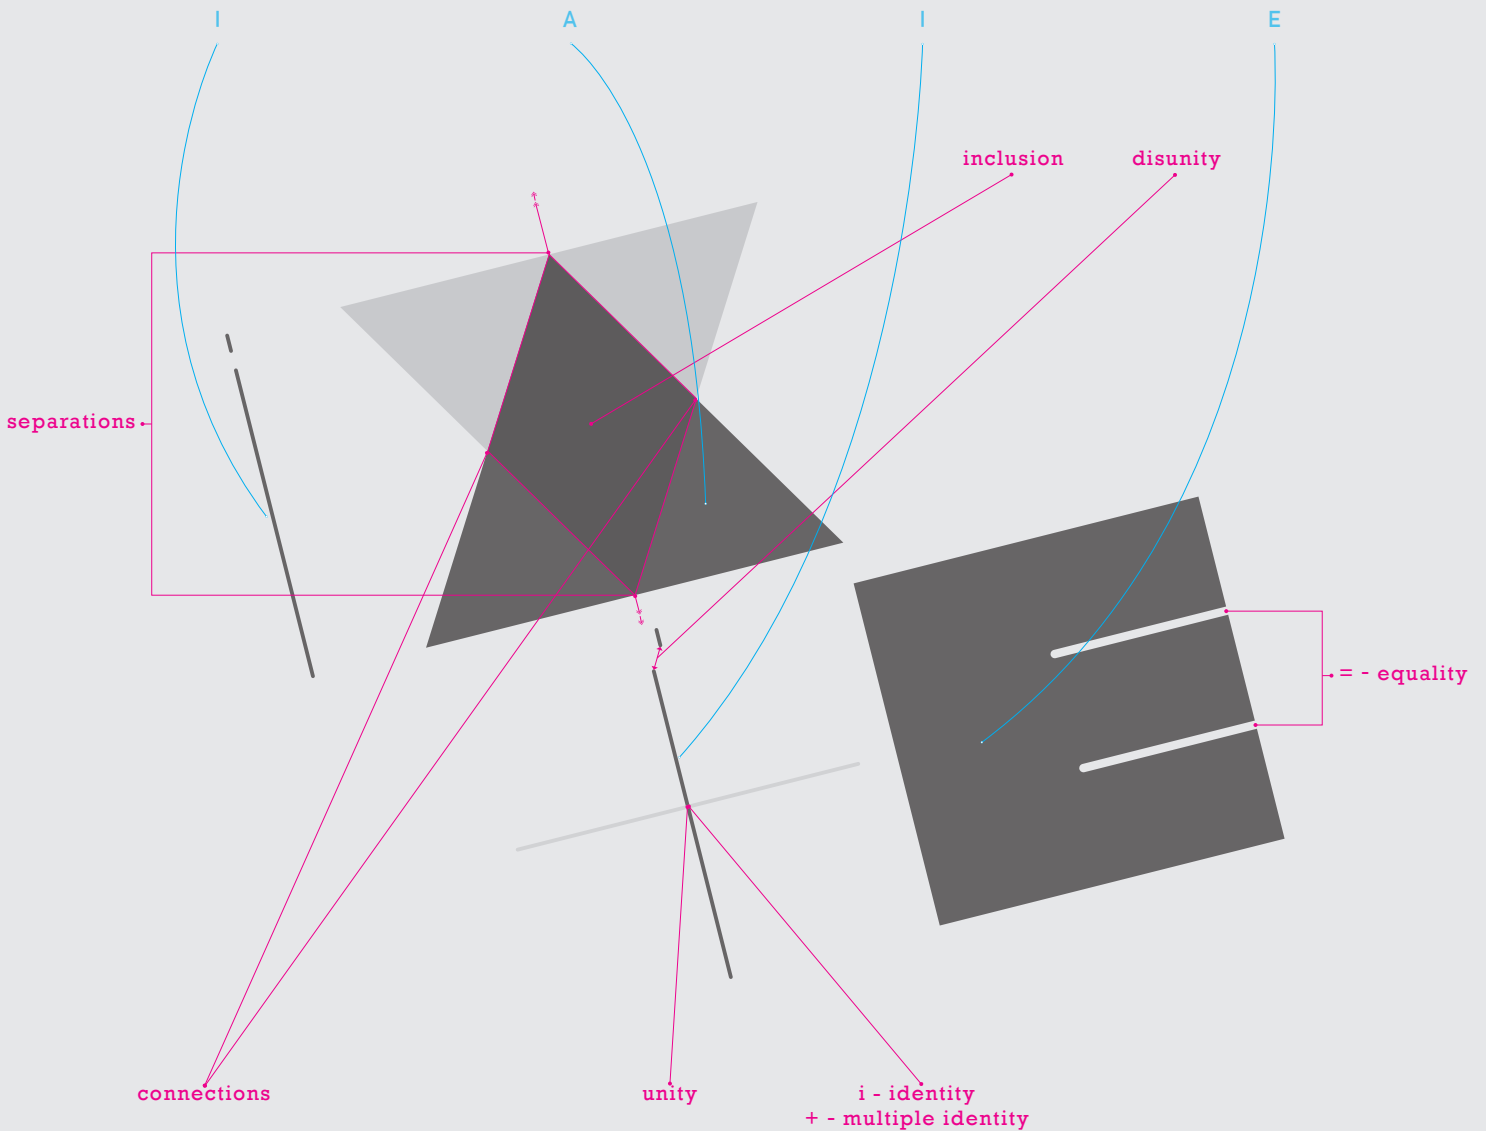 I A I E
inclusion
disunity
separations
= - equality
connections
unity
i - identity
+ - multiple identity